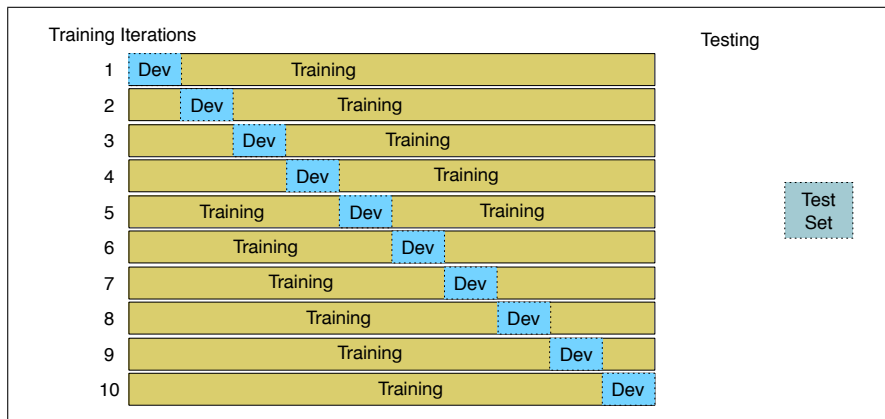 Training Iterations
Testing
1 Dev Training
2 Dev Training
3 Dev Training
4 Dev Training
5 Training Dev Training
6 Training Dev
7 Training Dev
8 Training Dev
9 Training Dev
10 Training Dev
Test
Set